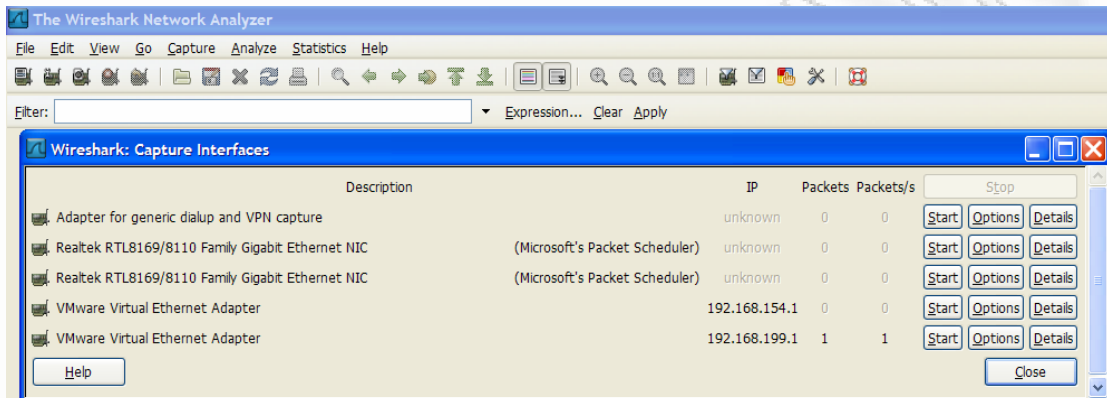 The Wireshark Network Analyzer
File Edit View Go Capture Analyze Statistics Help
Filter: Expression... Clear Apply
Wireshark: Capture Interfaces
Description IP Packets Packets/s Stop
Adapter for generic dialup and VPN capture unknown 0 0 Start Options Details
Realtek RTL8169/8110 Family Gigabit Ethernet NIC (Microsoft's Packet Scheduler) unknown 0 0 Start Options Details
Realtek RTL8169/8110 Family Gigabit Ethernet NIC (Microsoft's Packet Scheduler) unknown 0 0 Start Options Details
VMware Virtual Ethernet Adapter 192.168.154.1 0 0 Start Options Details
VMware Virtual Ethernet Adapter 192.168.199.1 1 1 Start Options Details
Help Close